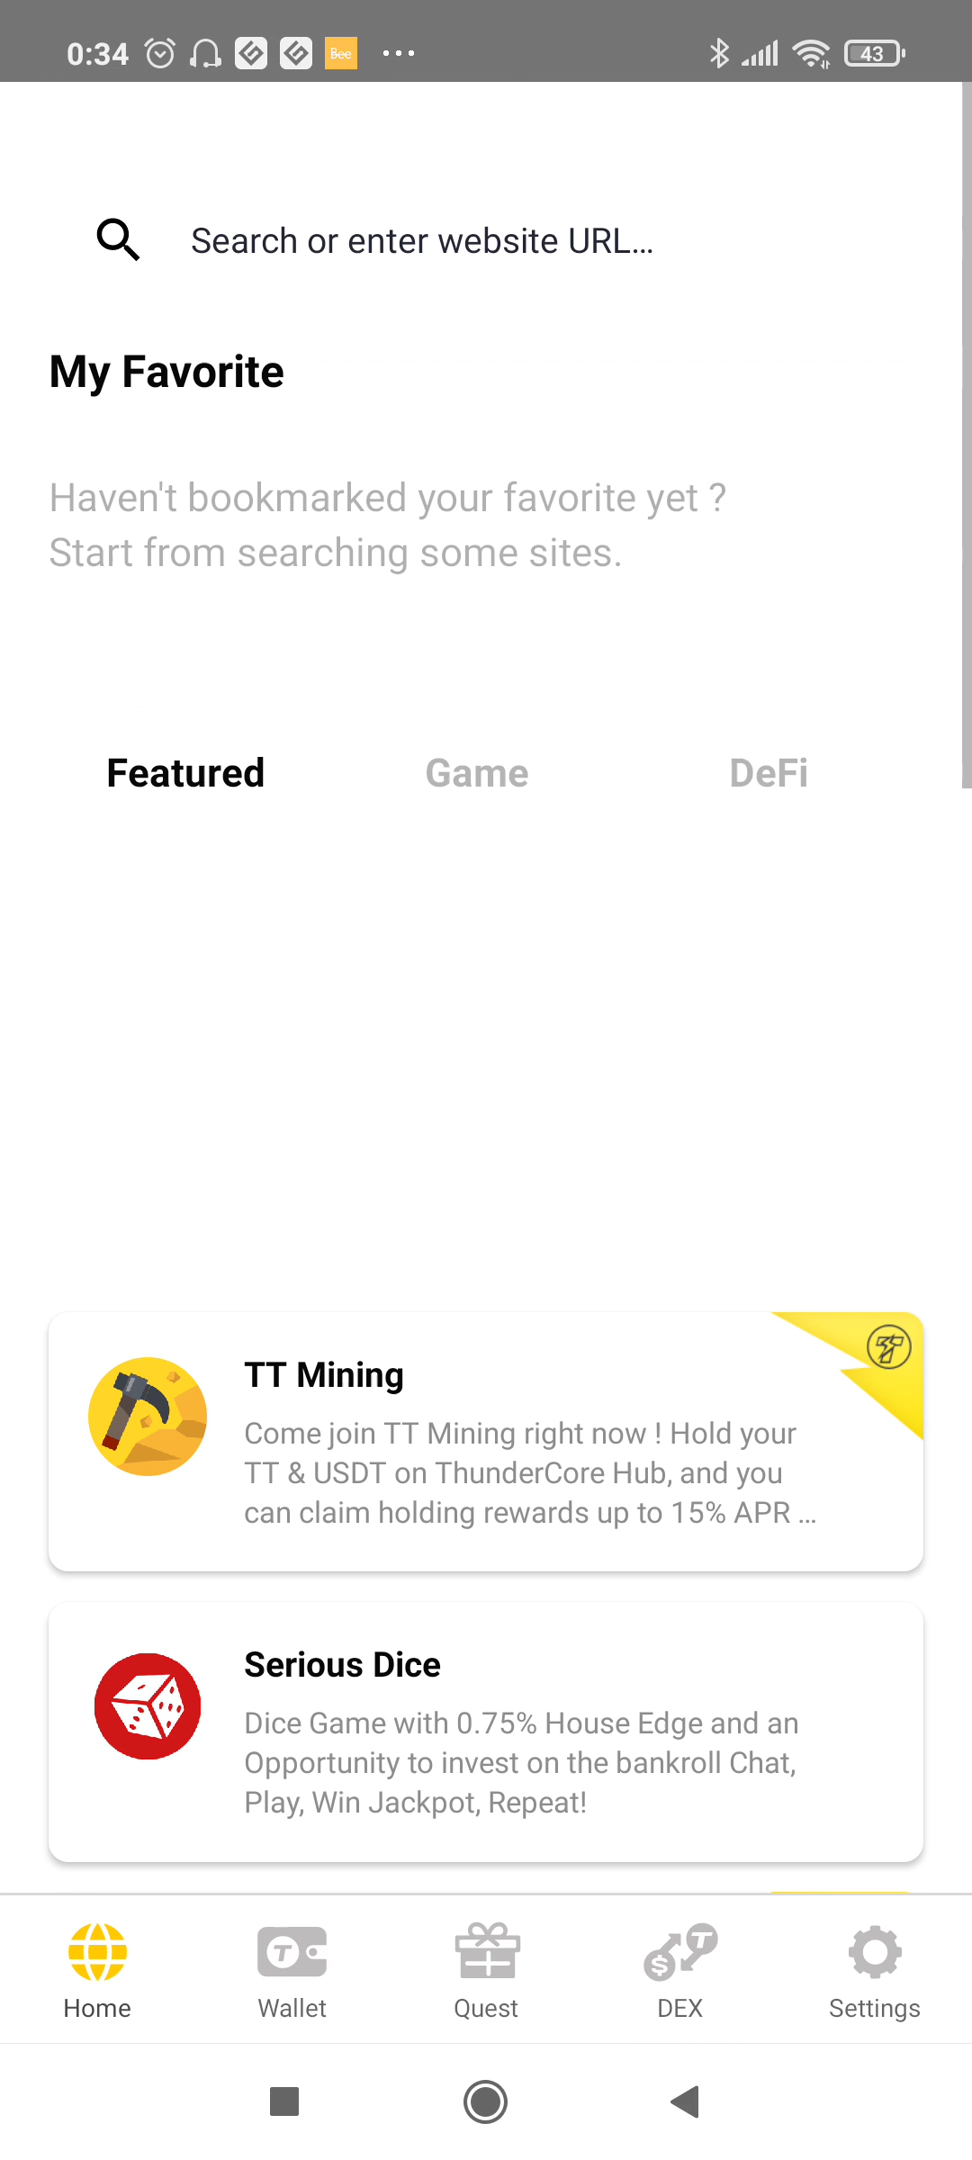 0:34
Bee
43
Search or enter website URL...
My Favorite
Haven't bookmarked your favorite yet ?
Start from searching some sites.
Featured
Game
DeFi
TT Mining
Come join TT Mining right now ! Hold your
TT & USDT on ThunderCore Hub, and you
can claim holding rewards up to 15% APR ...
Serious Dice
Dice Game with 0.75% House Edge and an
Opportunity to invest on the bankroll Chat,
Play, Win Jackpot, Repeat!
Home
Wallet
Quest
DEX
Settings